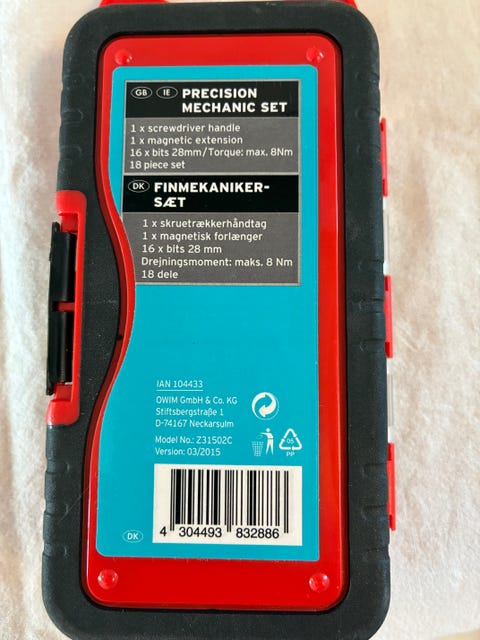 GB IE PRECISION
MECHANIC SET
1 x screwdriver handle
1 x magnetic extension
16 x bits 28mm/Torque: max. 8Nm
18 piece set
DK FINMEKANIKER-
SÆT
1 x skruetrækkerhåndtag
1 x magnetisk forlænger
16 x bits 28 mm
Drejningsmoment: maks. 8 Nm
18 dele
IAN 104433
OWIM GmbH & Co. KG
Stiftsbergstraße 1
D-74167 Neckarsulm
Model No.: Z31502C
Version: 03/2015
05
PP
4 304493 832886
DK